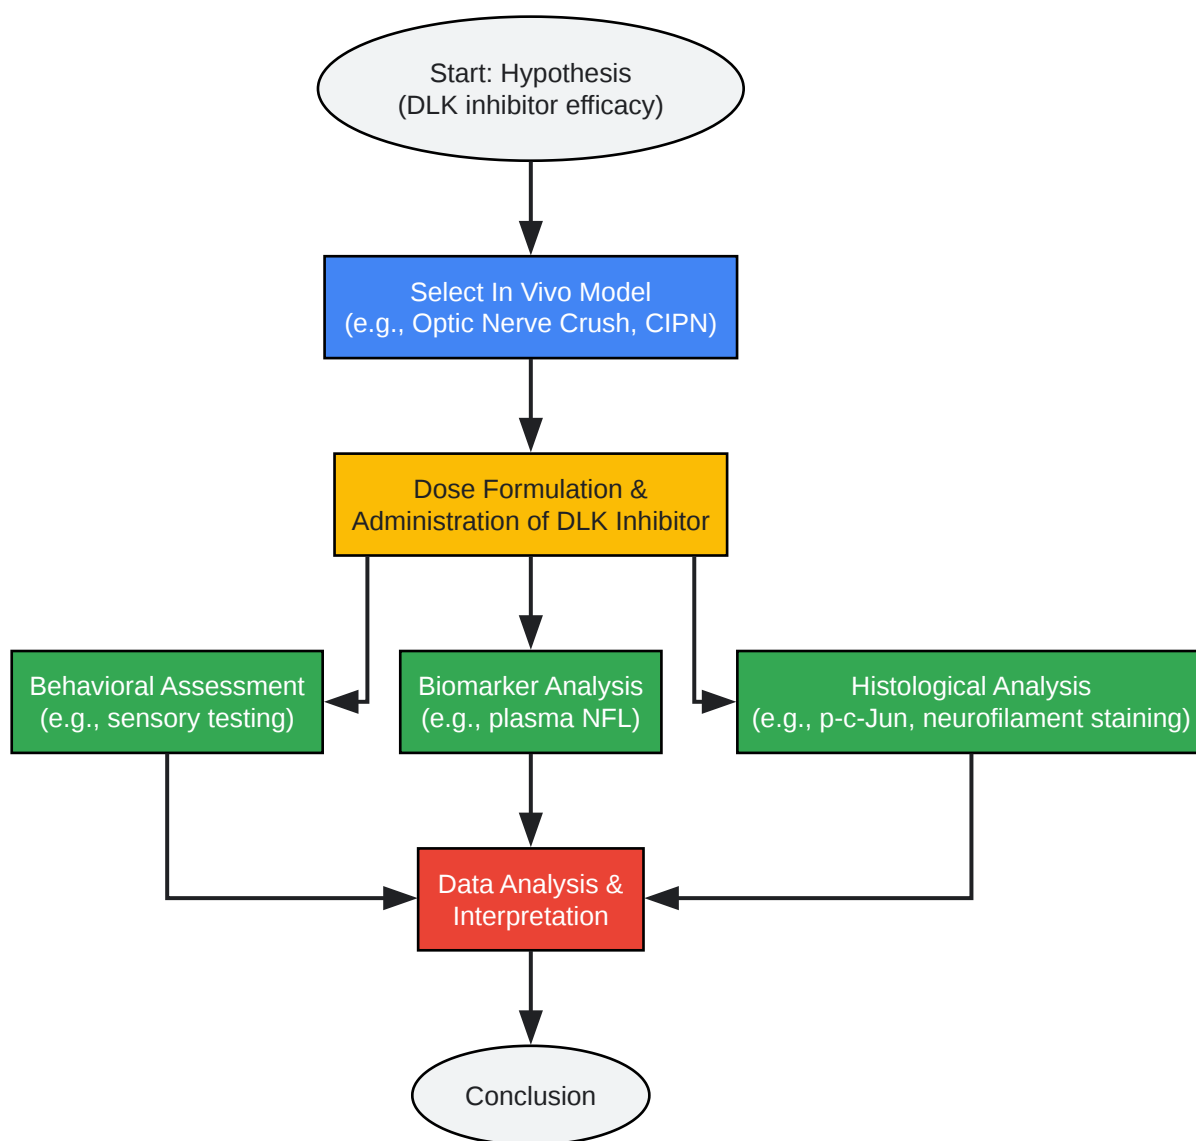 Start: Hypothesis
(DLK inhibitor efficacy)
Select In Vivo Model
(e.g., Optic Nerve Crush, CIPN)
Dose Formulation &
Administration of DLK Inhibitor
Behavioral Assessment
(e.g., sensory testing)
Biomarker Analysis
(e.g., plasma NFL)
Histological Analysis
(e.g., p-c-Jun, neurofilament staining)
Data Analysis &
Interpretation
Conclusion